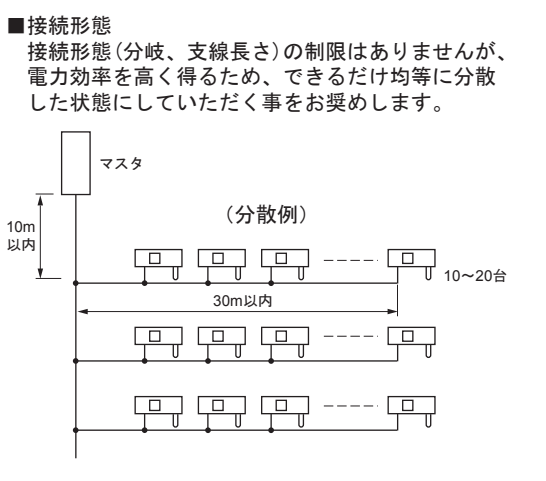 ■接続形態
接続形態(分岐、支線長さ)の制限はありませんが、
電力効率を高く得るため、できるだけ均等に分散
した状態にしていただく事をお奨めします。
マスタ
(分散例)
10m
以内
10～20台
30m以内